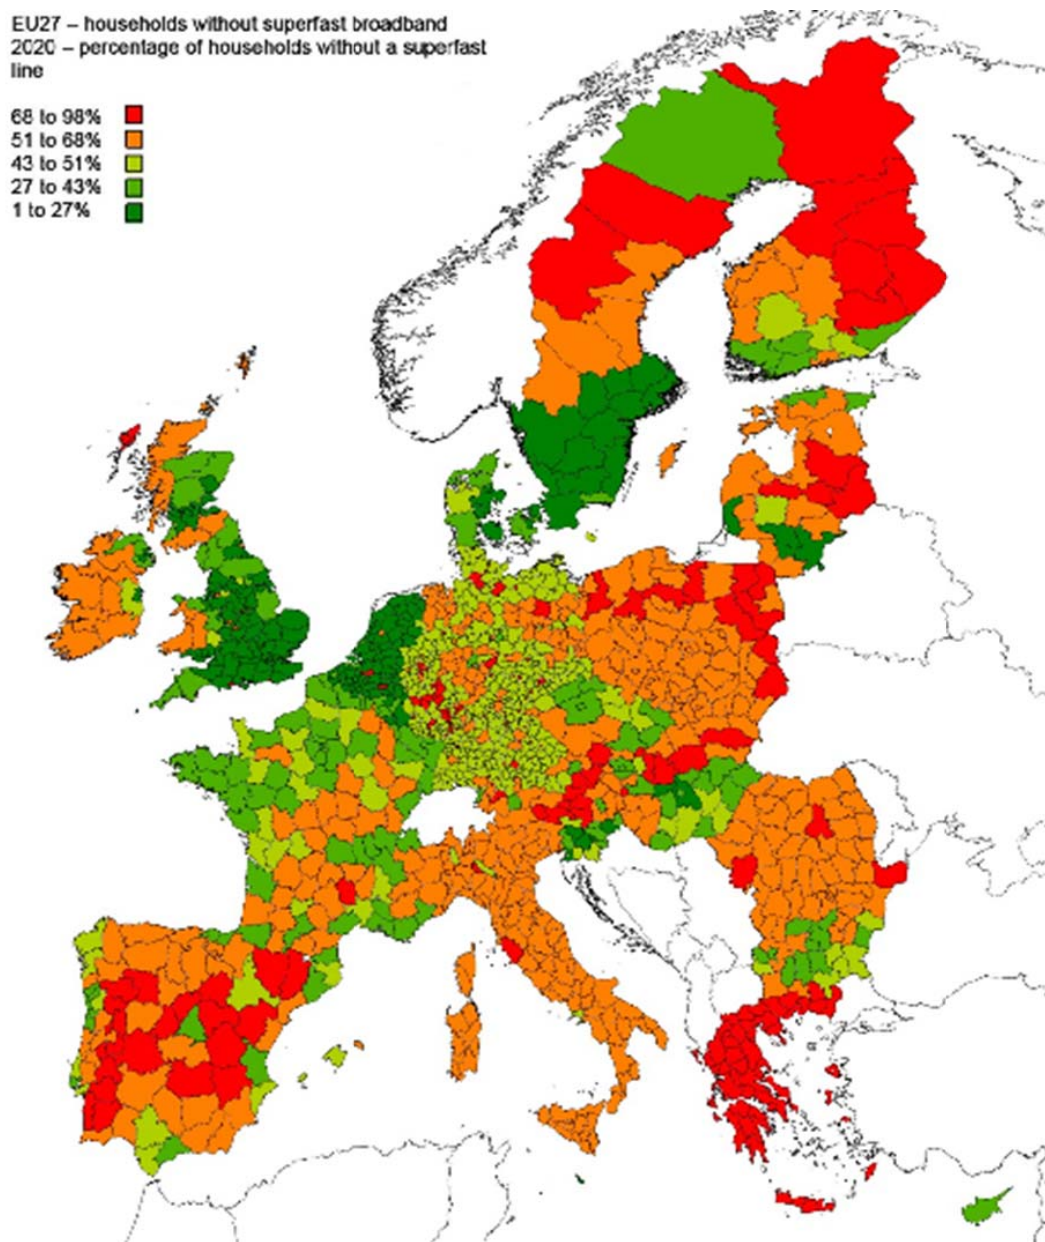 EU27 – households without superfast broadband
2020 – percentage of households without a superfast
line
68 to 98%
51 to 68%
43 to 51%
27 to 43%
1 to 27%